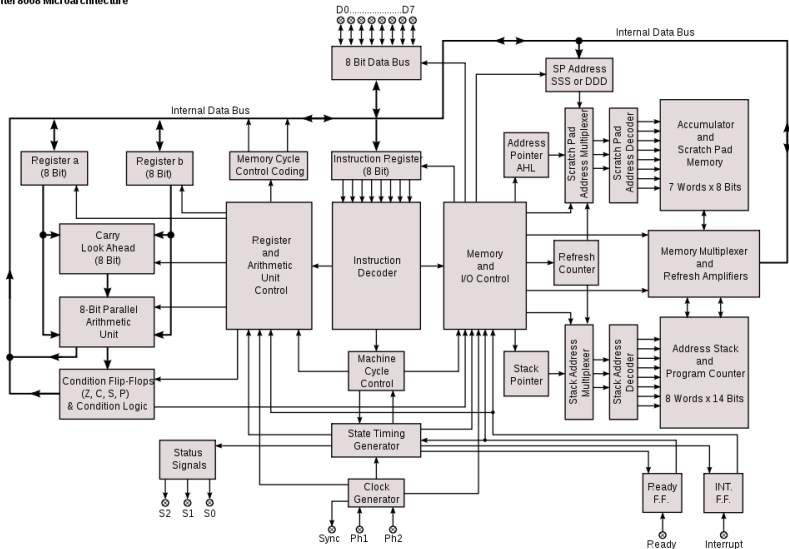 8008 Microarchitecture
D0.....................D7
8 Bit Data Bus
Internal Data Bus
SP Address
SSS or DDD
Internal Data Bus
Register a
(8 Bit)
Register b
(8 Bit)
Memory Cycle
Control Coding
Instruction Register
(8 Bit)
Address
Pointer
AHL
Scratch Pad
Address Multiplexer
Scratch Pad
Address Decoder
Accumulator
and
Scratch Pad
Memory
7 Words x 8 Bits
Carry
Look Ahead
(8 Bit)
Register
and
Arithmetic
Unit
Control
Instruction
Decoder
Memory
and
I/O Control
Refresh
Counter
Memory Multiplexer
and
Refresh Amplifiers
8-Bit Parallel
Arithmetic
Unit
Condition Flip-Flops
(Z, C, S, P)
& Condition Logic
Machine
Cycle
Control
Stack
Pointer
Stack Address
Multiplexer
Stack Address
Decoder
Address Stack
and
Program Counter
8 Words x 14 Bits
State Timing
Generator
Status
Signals
Clock
Generator
Ready
F.F.
INT.
F.F.
S2 S1 S0
Sync Ph1 Ph2
Ready
Interrupt